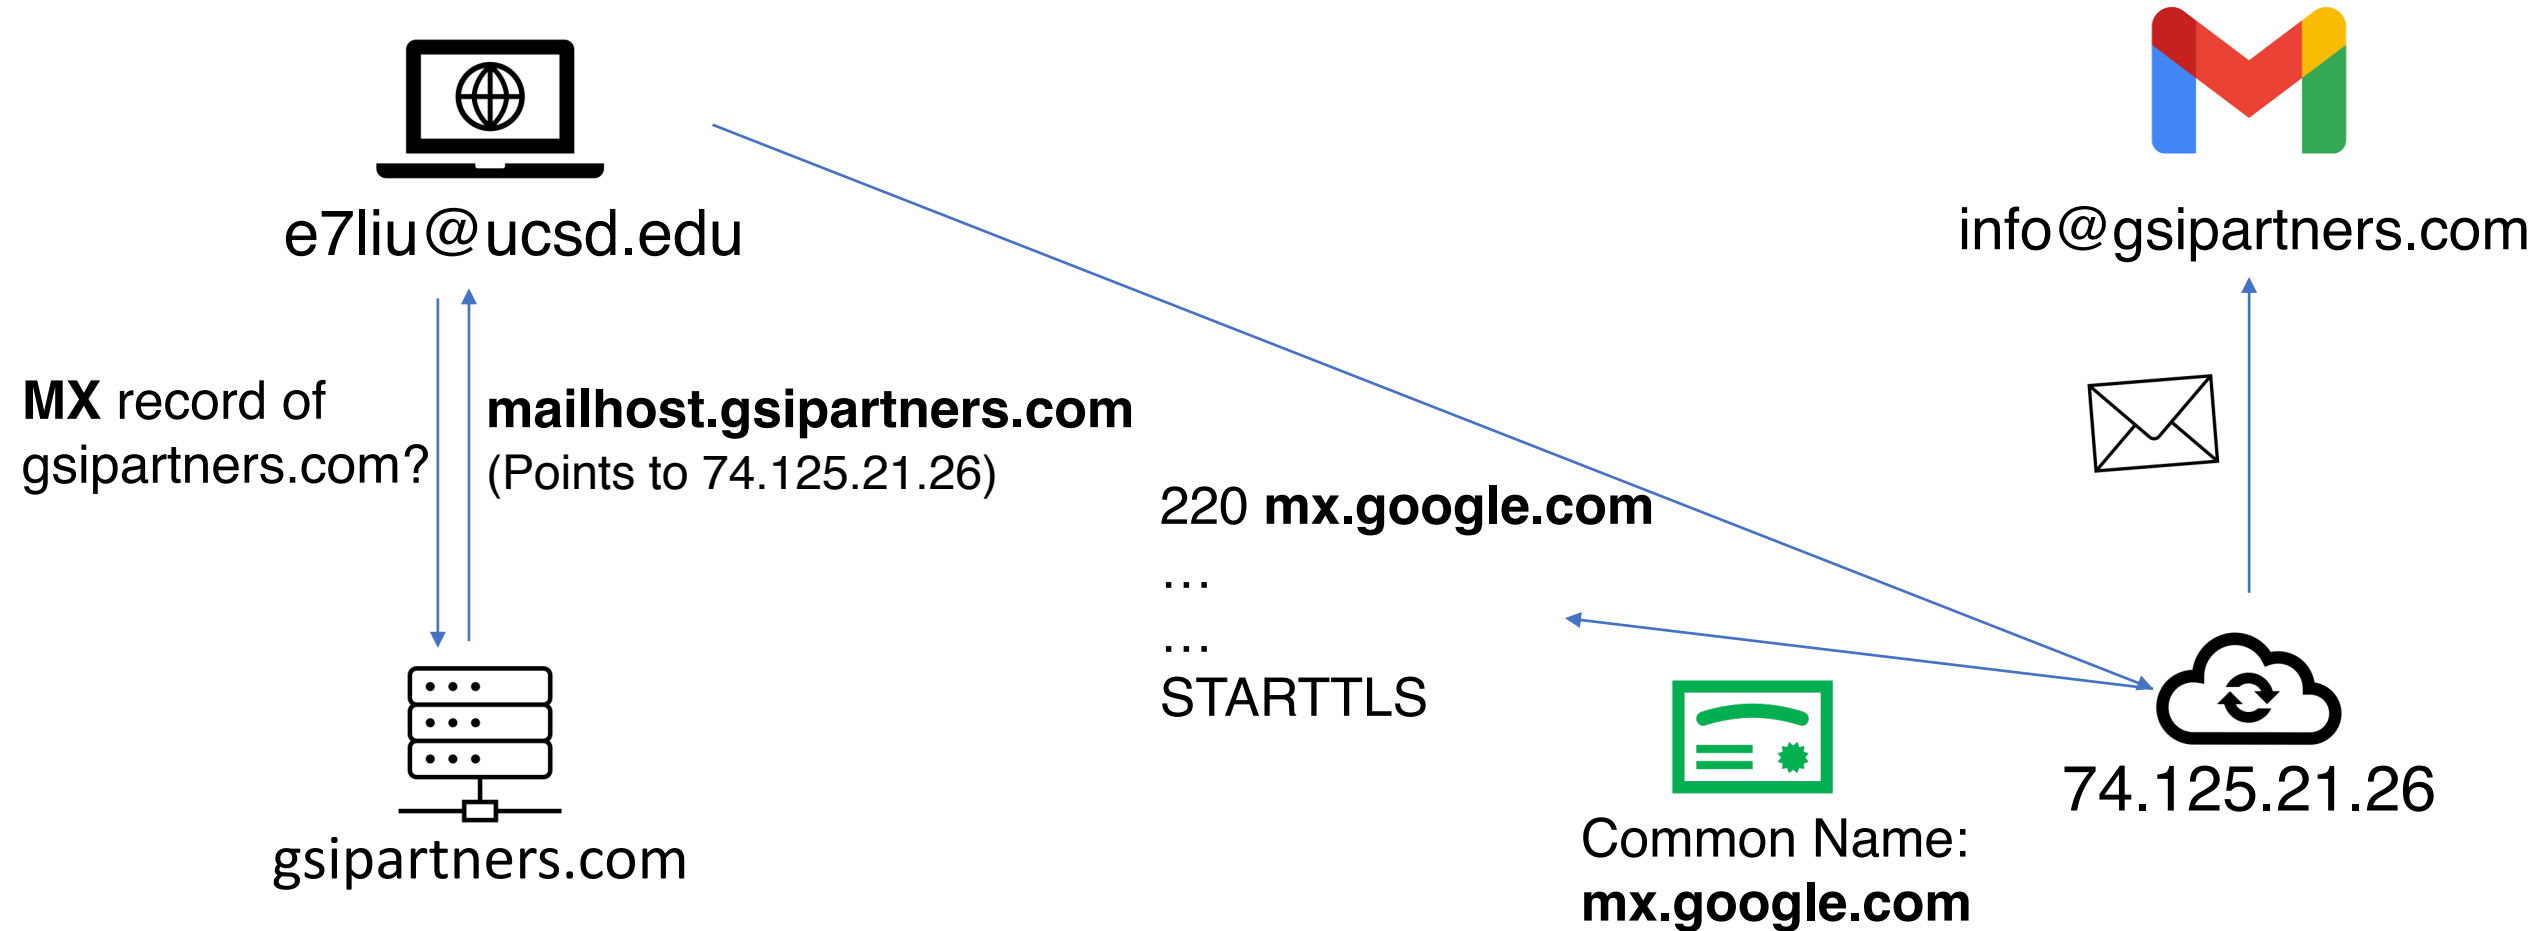 e7liu@ucsd.edu
info@gsipartners.com
MX record of
gsipartners.com?
mailhost.gsipartners.com
(Points to 74.125.21.26)
220 mx.google.com
…
…
STARTTLS
74.125.21.26
gsipartners.com
Common Name:
mx.google.com